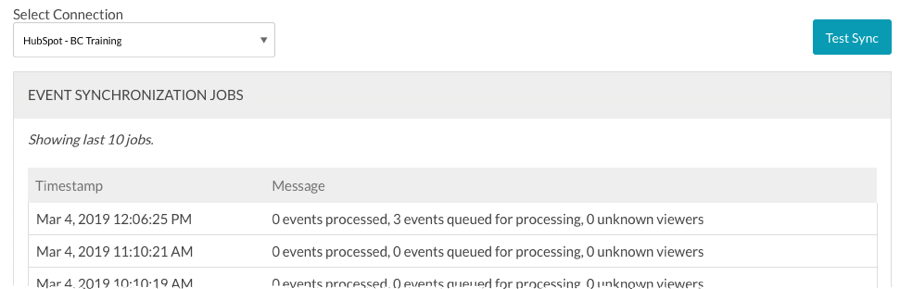 Select Connection
HubSpot - BC Training
Test Sync
EVENT SYNCHRONIZATION JOBS
Showing last 10 jobs.
Timestamp Message
Mar 4, 2019 12:06:25 PM 0 events processed, 3 events queued for processing, 0 unknown viewers
Mar 4, 2019 11:10:21 AM 0 events processed, 0 events queued for processing, 0 unknown viewers
Mar 4, 2019 10:10:19 AM 0 events processed, 0 events queued for processing, 0 unknown viewers